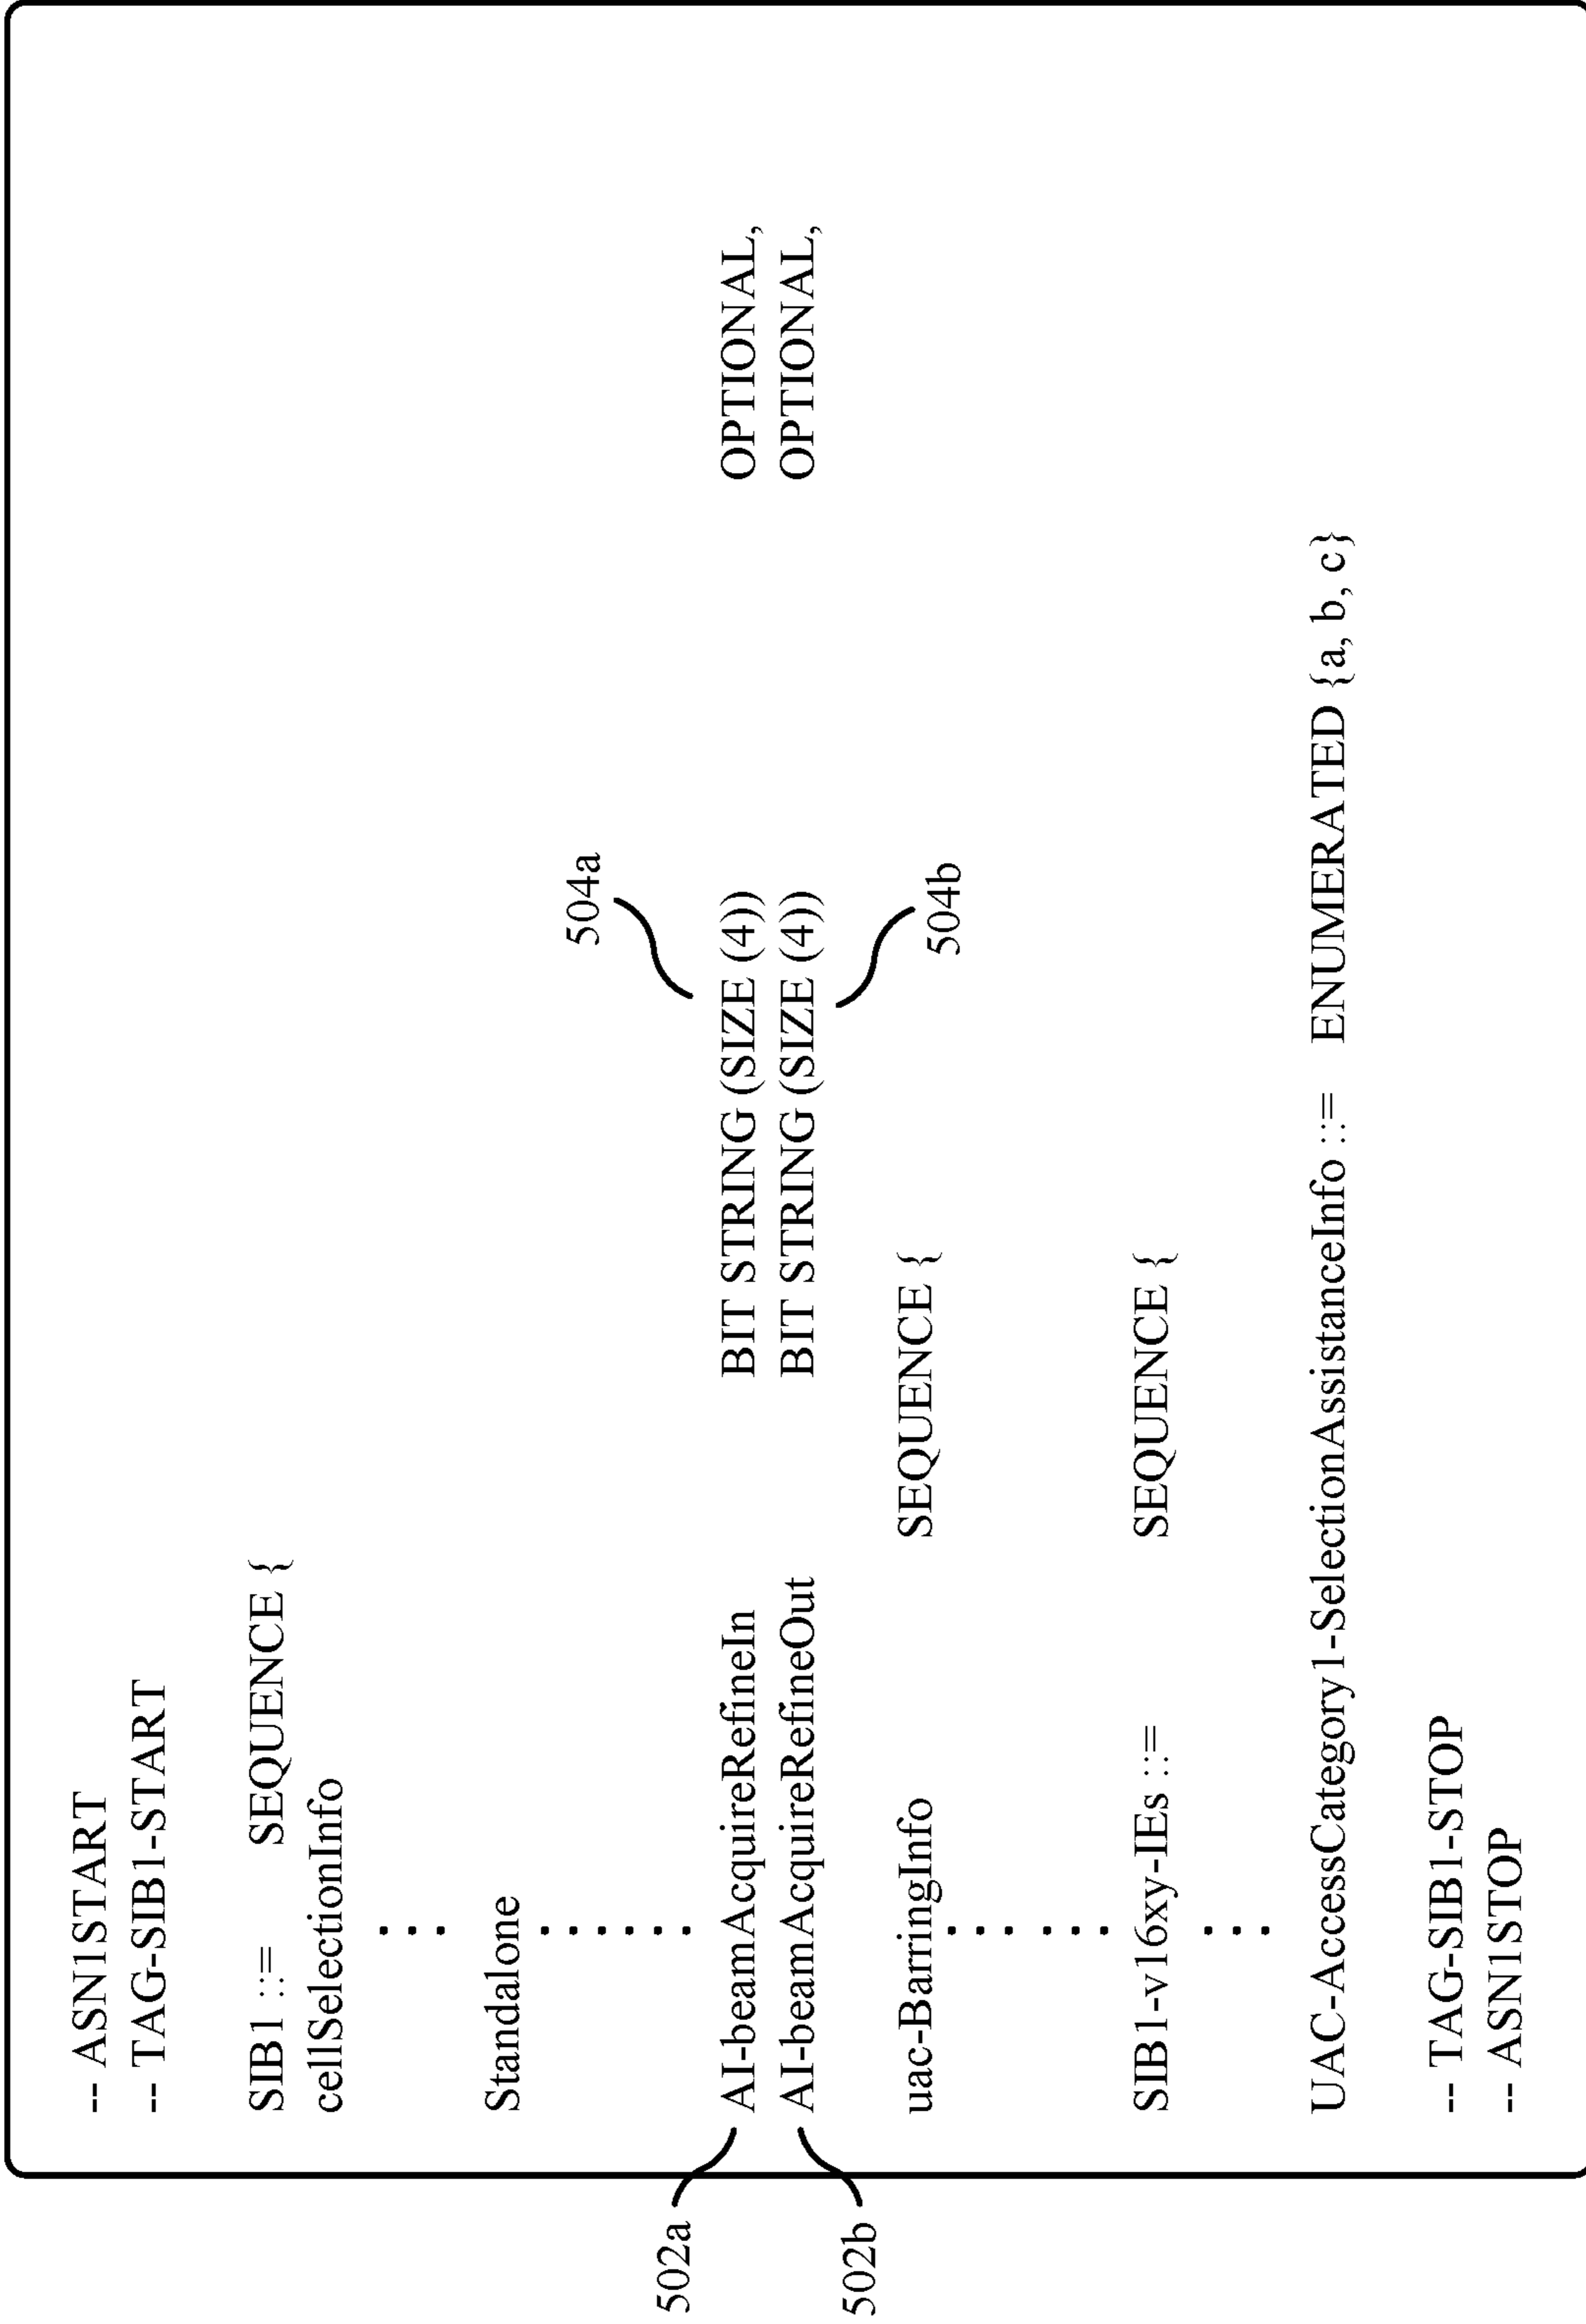 -- ASN1START
-- TAG-SIB1-START
SIB1 ::= SEQUENCE {
cellSelectionInfo
...
Standalone
......
504a
502a AI-beamAcquireRefineIn BIT STRING (SIZE (4)) OPTIONAL,
502b AI-beamAcquireRefineOut BIT STRING (SIZE (4)) OPTIONAL,
504b
uac-BarringInfo SEQUENCE {
......
SIB1-v16xy-IEs ::= SEQUENCE {
...
UAC-AccessCategory1-SelectionAssistanceInfo ::= ENUMERATED {a, b, c}
-- TAG-SIB1-STOP
-- ASN1STOP